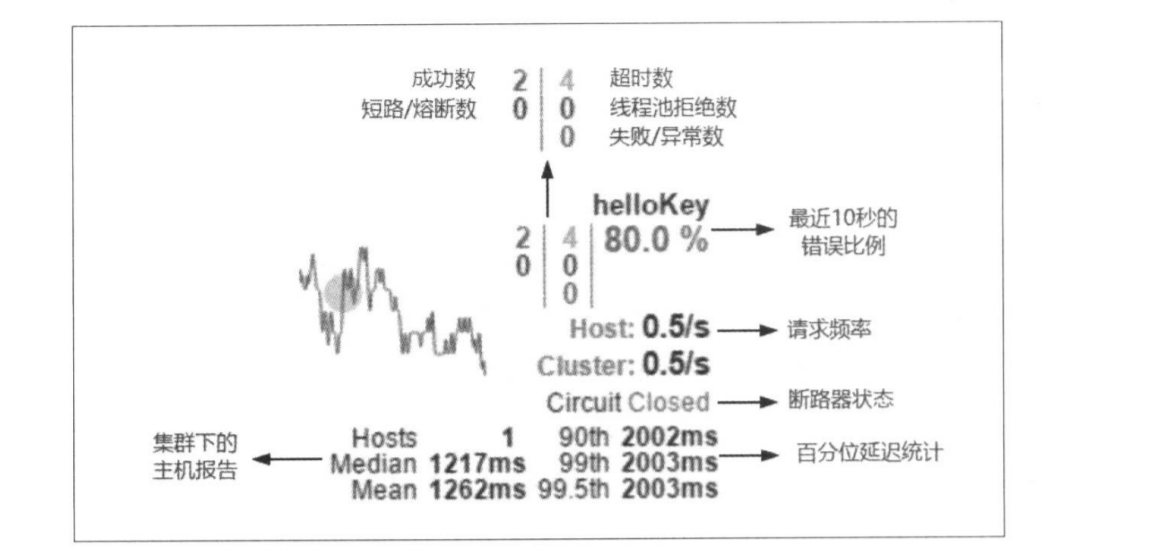 成功数 2 4 超时数
短路/熔断数 0 0 线程池拒绝数
0 失败/异常数
helloKey
2 4 80.0 % 最近10秒的
0 0 错误比例
0
Host: 0.5/s 请求频率
Cluster: 0.5/s
Circuit Closed 断路器状态
集群下的
主机报告
Hosts 1 90th 2002ms
Median 1217ms 99th 2003ms
Mean 1262ms 99.5th 2003ms
百分位延迟统计